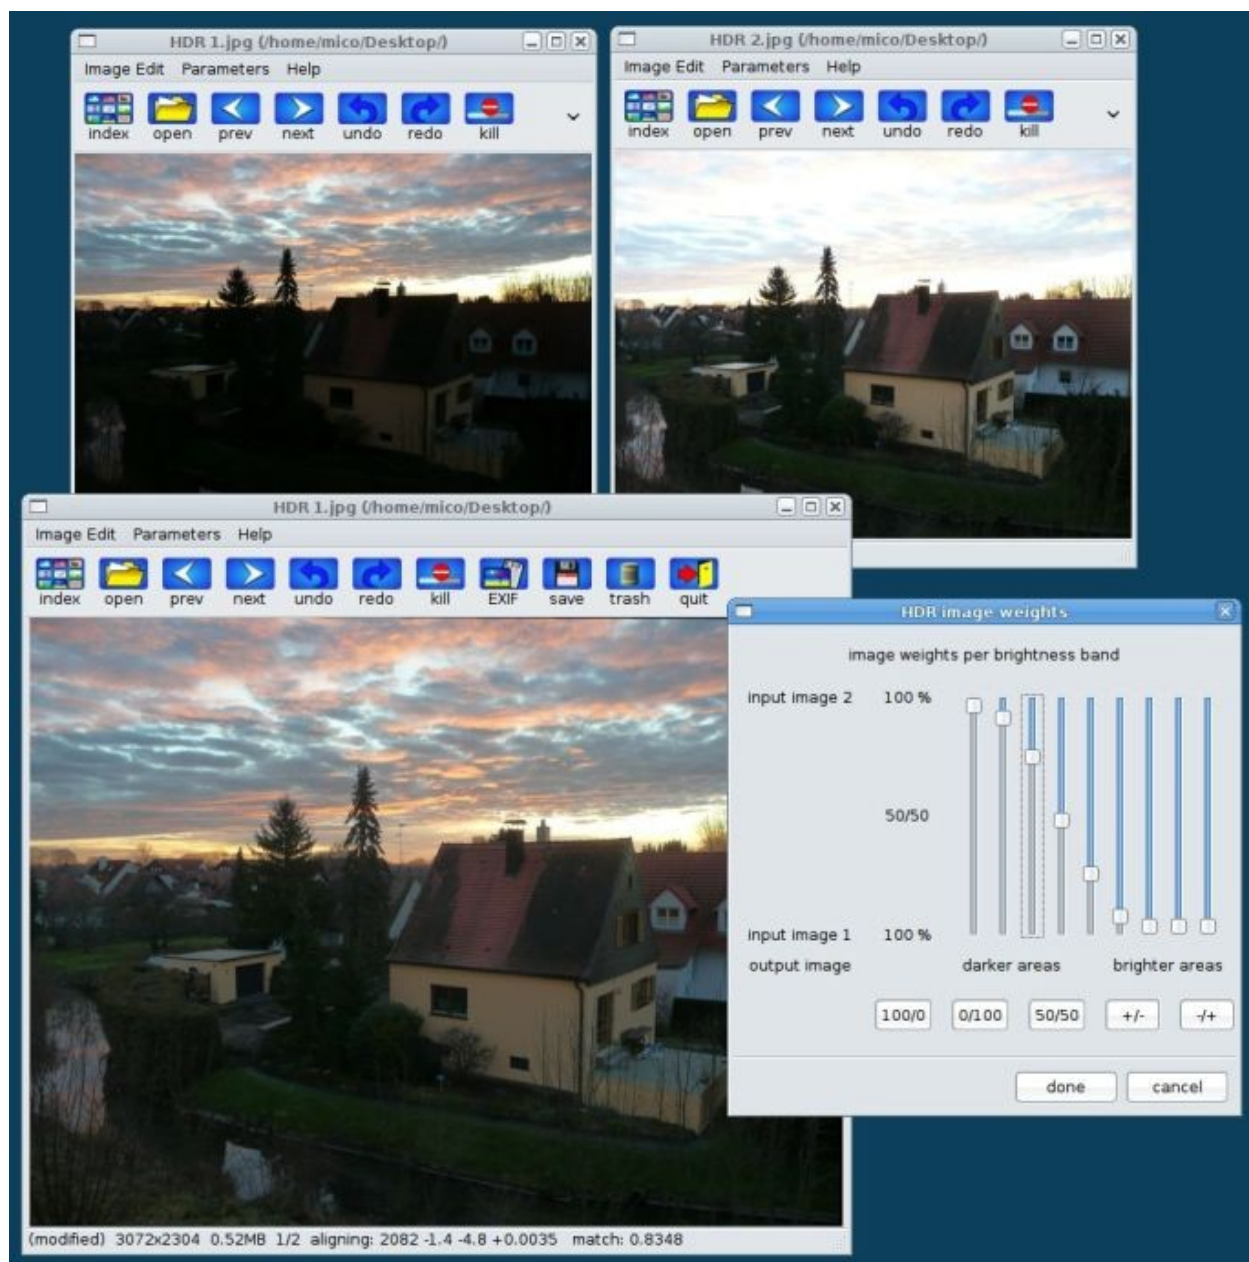 HDR 1.jpg (/home/mico/Desktop/)
Image Edit Parameters Help
index open prev next undo redo kill
HDR 2.jpg (/home/mico/Desktop/)
Image Edit Parameters Help
index open prev next undo redo kill
HDR 1.jpg (/home/mico/Desktop/)
Image Edit Parameters Help
index open prev next undo redo kill EXIF save trash quit
(modified) 3072x2304 0.52MB 1/2 aligning: 2082 -1.4 -4.8 +0.0035 match: 0.8348
HDR image weights
image weights per brightness band
input image 2 100 %
50/50
input image 1 100 %
output image darker areas brighter areas
100/0 0/100 50/50 +/- -/+
done cancel